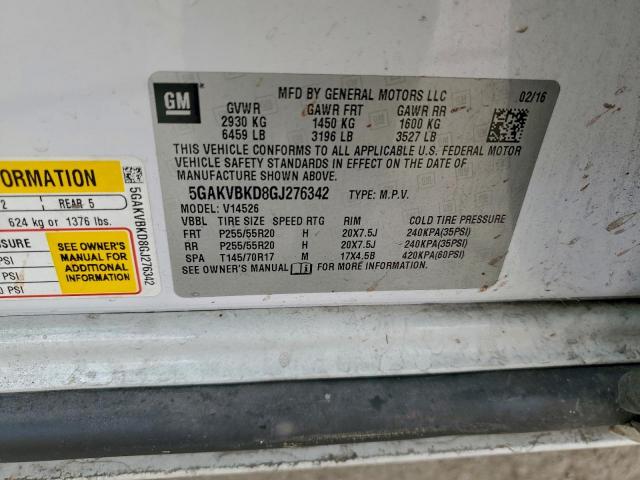 GM
MFD BY GENERAL MOTORS LLC 02/16
GVWR GAWR FRT GAWR RR
2930 KG 1450 KG 1600 KG
6459 LB 3196 LB 3527 LB
THIS VEHICLE CONFORMS TO ALL APPLICABLE U.S. FEDERAL MOTOR
VEHICLE SAFETY STANDARDS IN EFFECT ON THE DATE OF
MANUFACTURE SHOWN ABOVE.
5GAKVBKD8GJ276342 TYPE: M.P.V.
MODEL: V14526
VBBL TIRE SIZE SPEED RTG RIM COLD TIRE PRESSURE
FRT P255/55R20 H 20X7.5J 240KPA(35PSI)
RR P255/55R20 H 20X7.5J 240KPA(35PSI)
SPA T145/70R17 M 17X4.5B 420KPA(60PSI)
SEE OWNER'S MANUAL i FOR MORE INFORMATION.
FORMATION
2 REAR 5
624 kg or 1376 lbs.
SSURE
PSI
PSI
0 PSI
SEE OWNER'S
MANUAL FOR
ADDITIONAL
INFORMATION
5GAKVBKD8GJ276342